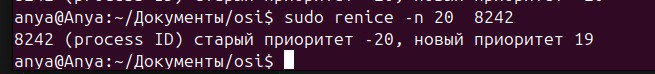 anya@Anya:~/Документы/osi$ sudo renice -n 20  8242
8242 (process ID) старый приоритет -20, новый приоритет 19
anya@Anya:~/Документы/osi$